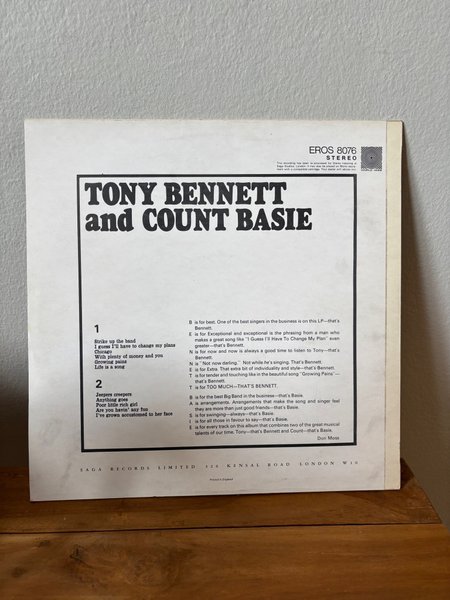 EROS 8076
STEREO
TONY BENNETT
and COUNT BASIE
1
Strike up the band
I guess I'll have to change my plans
Chicago
With plenty of money and you
Growing pains
Life is a song
2
Jeepers creepers
Anything goes
Poor little rich girl
Are you havin' any fun
I've grown accustomed to her face
B is for best. One of the best singers in the business is on this LP—that's
Bennett.
E is for Exceptional and exceptional is the phrasing from a man who
makes a great song like "I Guess I'll Have To Change My Plan" even
greater—that's Bennett.
N is for now and now is always a good time to listen to Tony—that's
Bennett.
N is "Not now darling." Not while he's singing. That's Bennett.
E is for Extra. That extra bit of individuality and style—that's Bennett.
T is for tender and touching like in the beautiful song "Growing Pains"—
that's Bennett.
T is for TOO MUCH—THAT'S BENNETT.
B is for the best Big Band in the business—that's Basie.
A is arrangements. Arrangements that make the song and singer feel
they are more than just good friends—that's Basie.
S is for swinging—always—that's Basie.
I is for all those in favour to say—that's Basie.
E is for every track on this album that combines two of the great musical
talents of our time. Tony—that's Bennett and Count—that's Basie.
Don Moss
SAGA RECORDS LIMITED 326 KENSAL ROAD LONDON W10
Printed in England